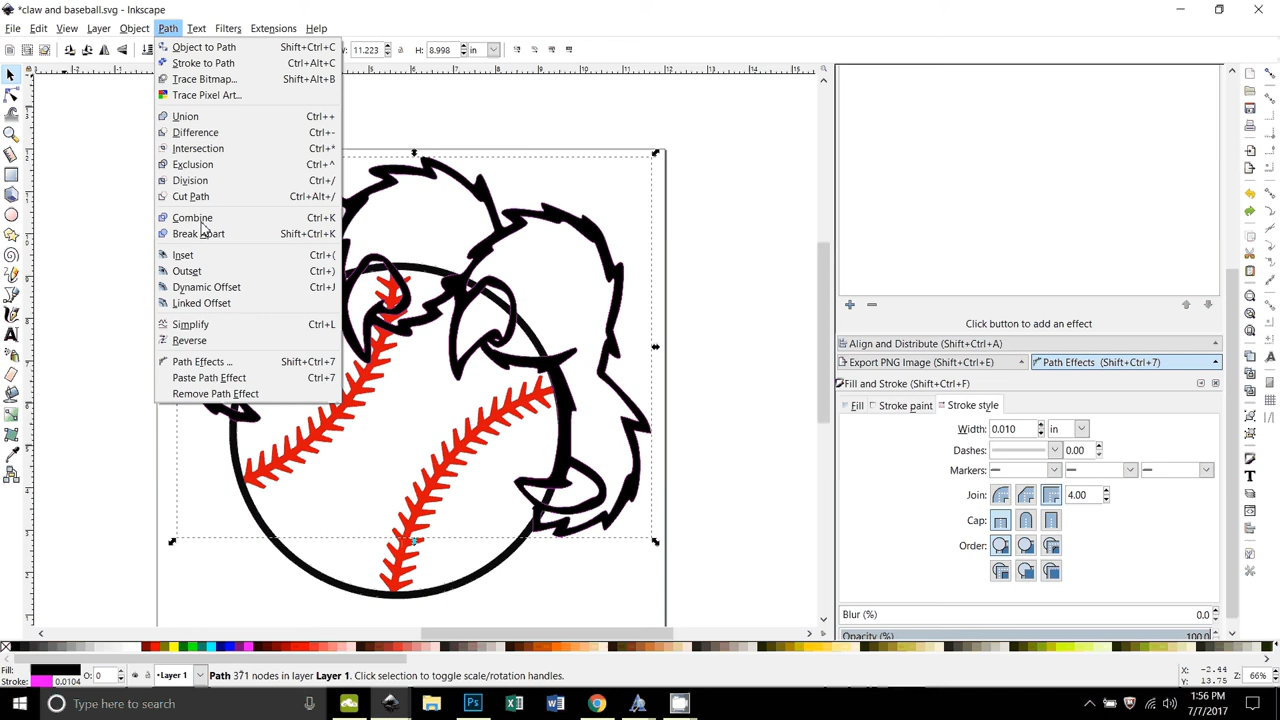 *claw and baseball.svg - Inkscape
File Edit View Layer Object Path Text Filters Extensions Help
W: 11.223 H: 8.998 in
Object to Path Shift+Ctrl+C
Stroke to Path Ctrl+Alt+C
Trace Bitmap... Shift+Alt+B
Trace Pixel Art...
Union Ctrl++
Difference Ctrl+-
Intersection Ctrl+*
Exclusion Ctrl+^
Division Ctrl+/
Cut Path Ctrl+Alt+/
Combine Ctrl+K
Break Apart Shift+Ctrl+K
Inset Ctrl+(
Outset Ctrl+)
Dynamic Offset Ctrl+J
Linked Offset
Simplify Ctrl+L
Reverse
Path Effects ... Shift+Ctrl+7
Paste Path Effect Ctrl+7
Remove Path Effect
Click button to add an effect
Align and Distribute (Shift+Ctrl+A)
Export PNG Image (Shift+Ctrl+E) Path Effects (Shift+Ctrl+7)
Fill and Stroke (Shift+Ctrl+F)
Fill Stroke paint Stroke style
Width: 0.010 in
Dashes: 0.00
Markers:
Join: 4.00
Cap:
Order:
Blur (%) 0.0
Opacity (%) 100.0
Fill:
Stroke: 0.0104
O: 0
•Layer 1
Path 371 nodes in layer Layer 1. Click selection to toggle scale/rotation handles.
X: -2.44
Y: 13.75
Z: 66%
Type here to search
1:56 PM
7/7/2017